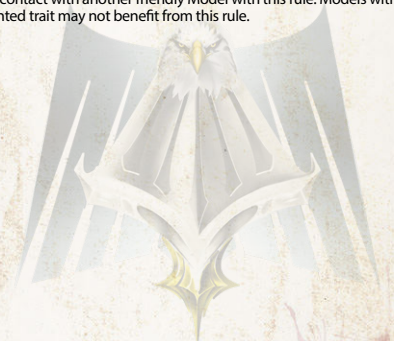 contact with another friendly Model with this rule. Models with
nted trait may not benefit from this rule.